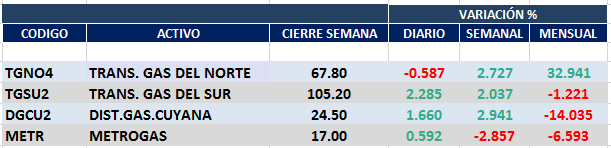 VARIACIÓN %
CODIGO ACTIVO CIERRE SEMANA DIARIO SEMANAL MENSUAL
TGNO4 TRANS. GAS DEL NORTE 67.80 -0.587 2.727 32.941
TGSU2 TRANS. GAS DEL SUR 105.20 2.285 2.037 -1.221
DGCU2 DIST.GAS.CUYANA 24.50 1.660 2.941 -14.035
METR METROGAS 17.00 0.592 -2.857 -6.593